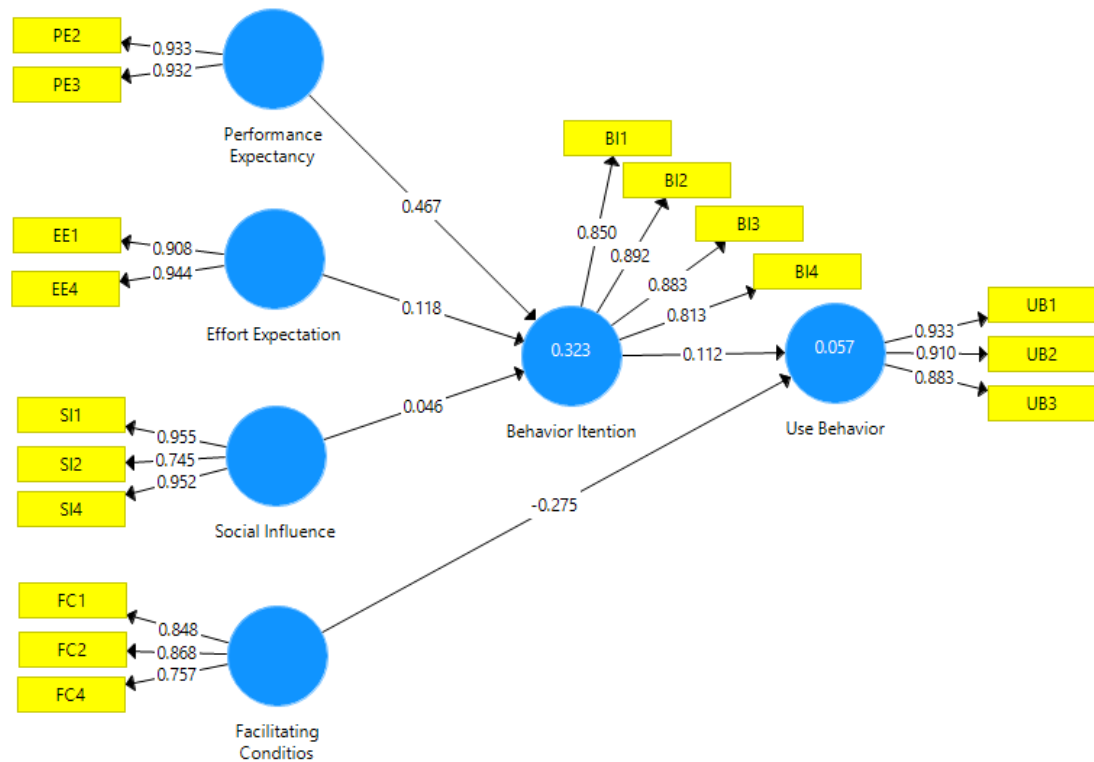 PE2
0.933
PE3
0.932
Performance
Expectancy
0.467
EE1
0.908
EE4
0.944
Effort Expectation
0.118
SI1
0.955
SI2
0.745
SI4
0.952
Social Influence
0.046
FC1
0.848
FC2
0.868
FC4
0.757
Facilitating
Conditios
-0.275
BI1
0.850
BI2
0.892
BI3
0.883
BI4
0.813
0.323
Behavior Itention
0.112
0.057
Use Behavior
UB1
0.933
UB2
0.910
UB3
0.883